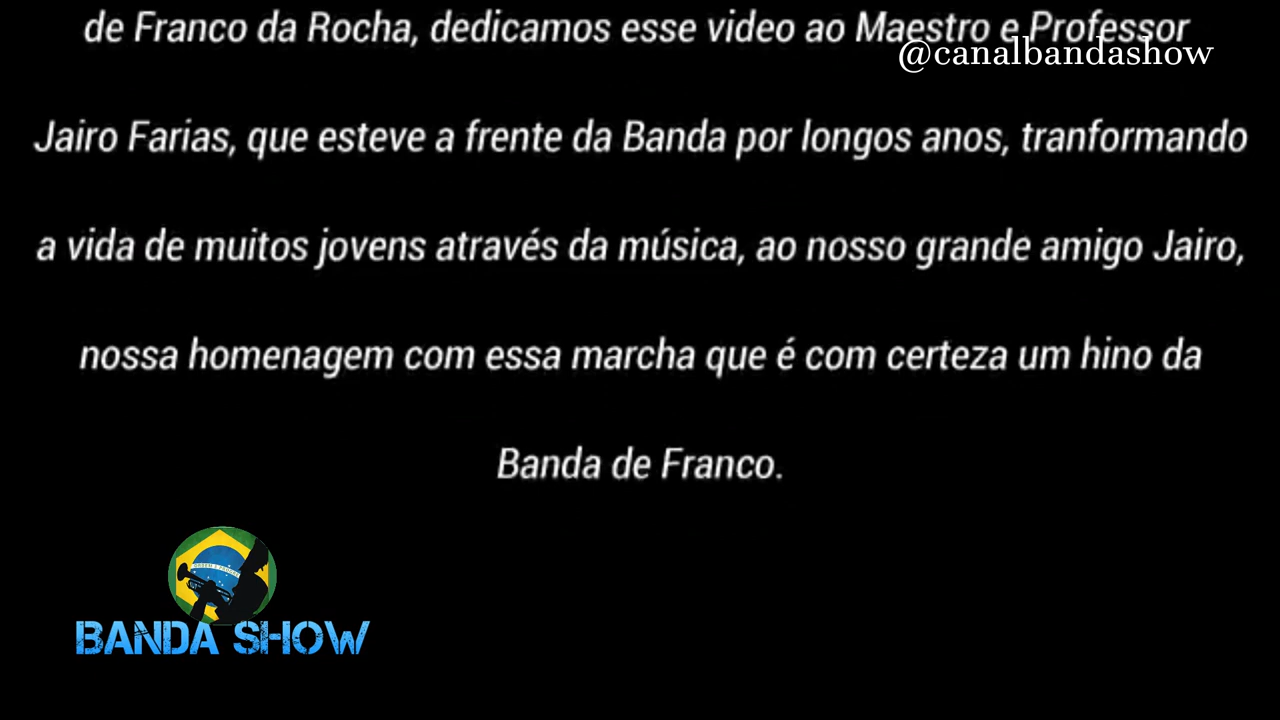 de Franco da Rocha, dedicamos esse video ao Maestro e Professor
@canalbandashow
Jairo Farias, que esteve a frente da Banda por longos anos, tranformando
a vida de muitos jovens através da música, ao nosso grande amigo Jairo,
nossa homenagem com essa marcha que é com certeza um hino da
Banda de Franco.
BANDA SHOW